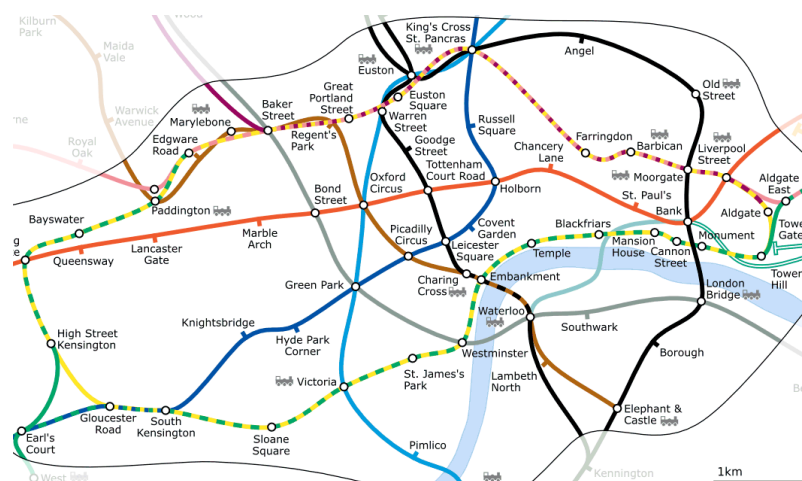 Kilburn
Park
Maida
Vale
Warwick
Avenue
Royal
Oak
King's Cross
St. Pancras
Angel
Euston
Old
Street
Great
Portland
Street
Euston
Square
Baker
Street
Marylebone
Edgware
Road
Regent's
Park
Warren
Street
Goodge
Street
Russell
Square
Farringdon
Barbican
Liverpool
Street
Moorgate
Chancery
Lane
Tottenham
Court Road
Holborn
Oxford
Circus
Bond
Street
St. Paul's
Bank
Aldgate
East
Aldgate
Tower
Gate
Tower
Hill
Paddington
Bayswater
Queensway
Lancaster
Gate
Marble
Arch
Picadilly
Circus
Covent
Garden
Leicester
Square
Blackfriars
Mansion
House
Cannon
Street
Monument
Temple
Embankment
Charing
Cross
Green Park
Waterloo
London
Bridge
Southwark
High Street
Kensington
Knightsbridge
Hyde Park
Corner
Westminster
Borough
Victoria
St. James's
Park
Lambeth
North
Elephant &
Castle
Gloucester
Road
South
Kensington
Sloane
Square
Earl's
Court
Pimlico
West
Kennington
1km